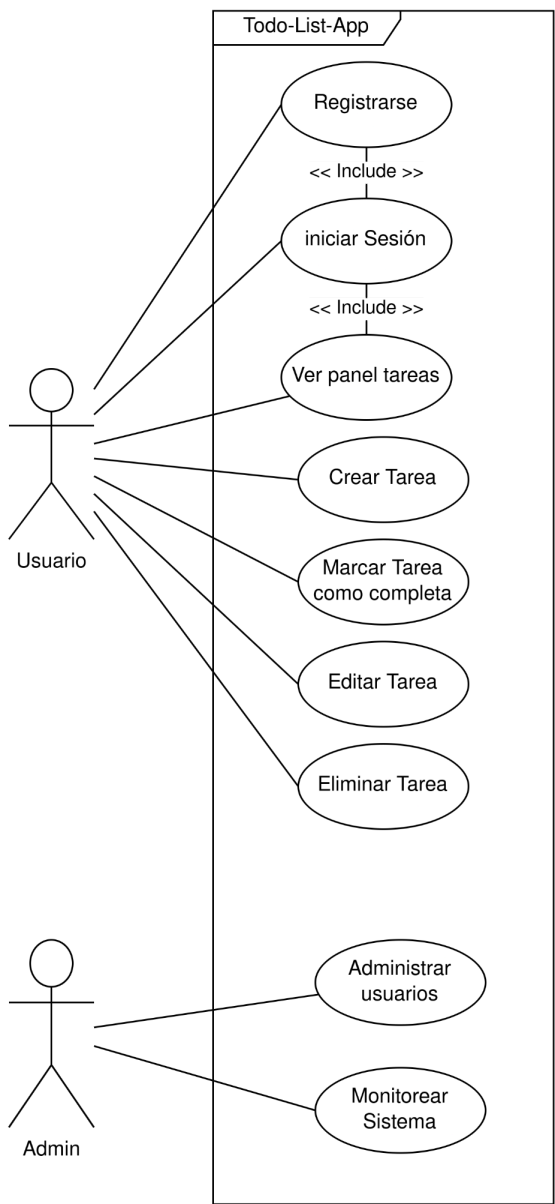 Todo-List-App
Registrarse
<< Include >>
iniciar Sesión
<< Include >>
Ver panel tareas
Crear Tarea
Marcar Tarea
como completa
Usuario
Editar Tarea
Eliminar Tarea
Administrar
usuarios
Monitorear
Sistema
Admin